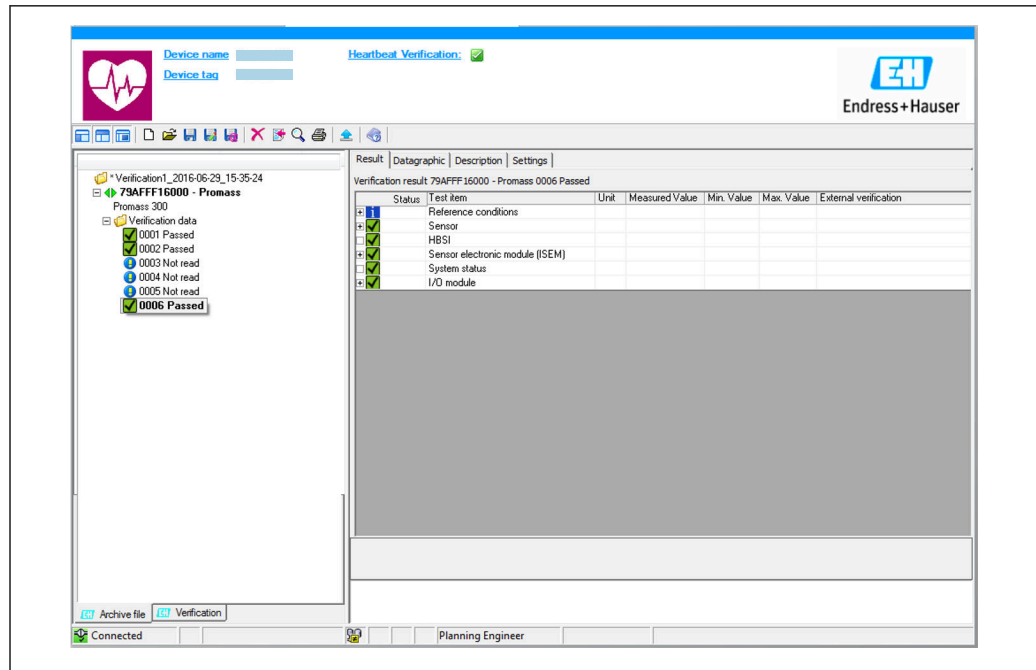 Device name
Heartbeat Verification:
Device tag
EH
Endress+Hauser
Result Datagraphic Description Settings
* Verification1_2016-06-29_15-35-24
79AFFF16000 - Promass
Promass 300
Verification data
0001 Passed
0002 Passed
0003 Not read
0004 Not read
0005 Not read
0006 Passed
Verification result 79AFFF16000 - Promass 0006 Passed
Status Test item Unit Measured Value Min. Value Max. Value External verification
Reference conditions
Sensor
HBSI
Sensor electronic module (ISEM)
System status
I/O module
EH Archive file EH Verification
Connected Planning Engineer